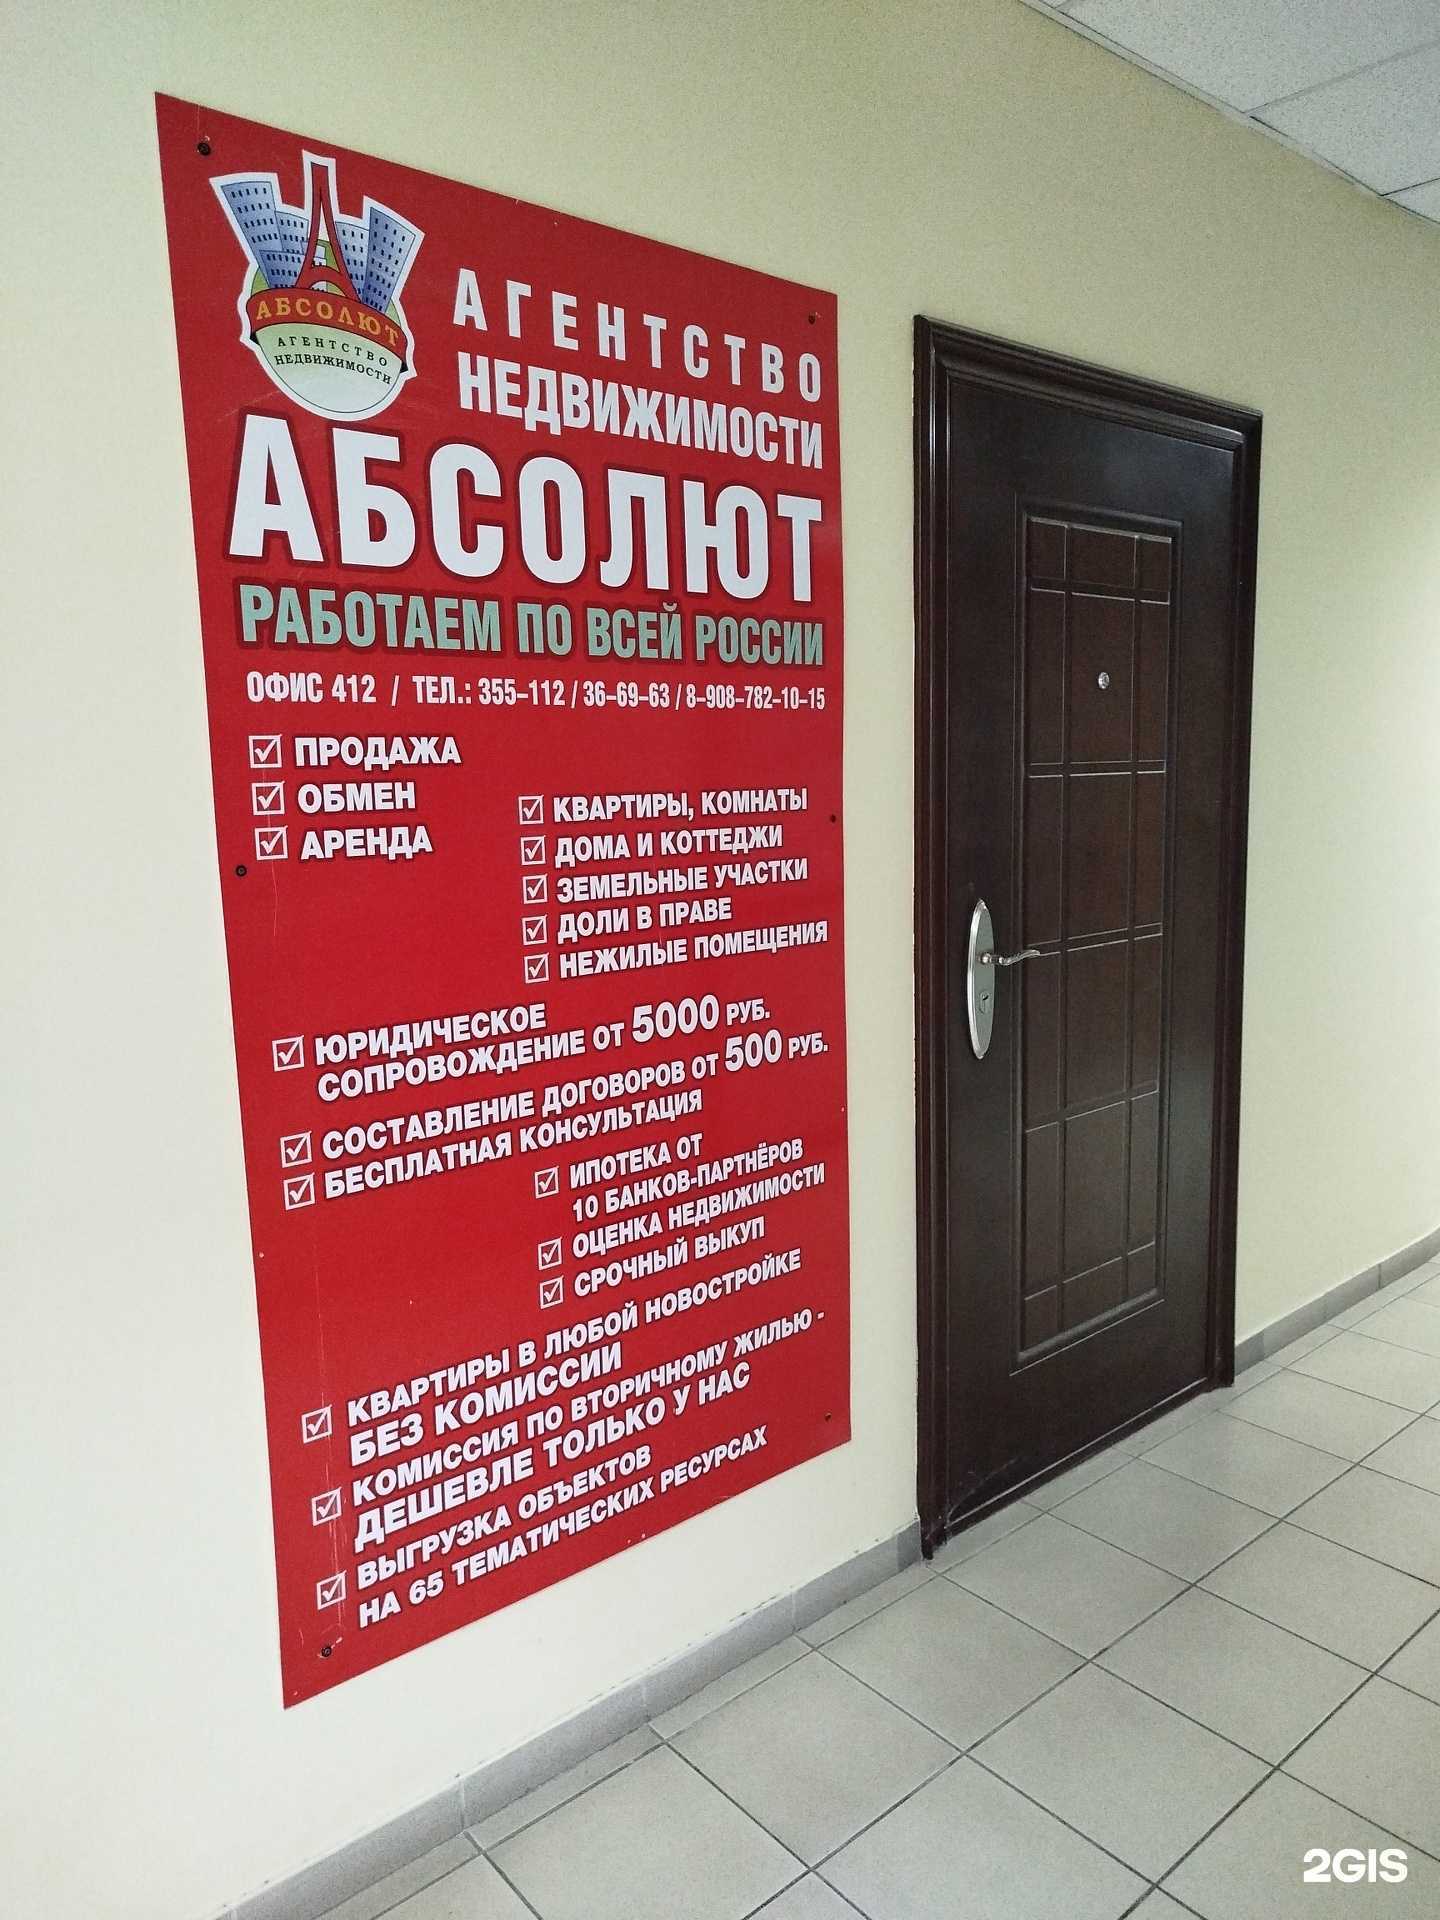 АБСОЛЮТ
АГЕНТСТВО
НЕДВИЖИМОСТИ
АГЕНТСТВО
НЕДВИЖИМОСТИ
АБСОЛЮТ
РАБОТАЕМ ПО ВСЕЙ РОССИИ
ОФИС 412 / ТЕЛ.: 355-112 / 36-69-63 / 8-908-782-10-15
ПРОДАЖА
ОБМЕН
АРЕНДА
КВАРТИРЫ, КОМНАТЫ
ДОМА И КОТТЕДЖИ
ЗЕМЕЛЬНЫЕ УЧАСТКИ
ДОЛИ В ПРАВЕ
НЕЖИЛЫЕ ПОМЕЩЕНИЯ
ЮРИДИЧЕСКОЕ
СОПРОВОЖДЕНИЕ ОТ 5000 РУБ.
СОСТАВЛЕНИЕ ДОГОВОРОВ ОТ 500 РУБ.
БЕСПЛАТНАЯ КОНСУЛЬТАЦИЯ
ИПОТЕКА ОТ
10 БАНКОВ-ПАРТНЁРОВ
ОЦЕНКА НЕДВИЖИМОСТИ
СРОЧНЫЙ ВЫКУП
КВАРТИРЫ В ЛЮБОЙ НОВОСТРОЙКЕ
БЕЗ КОМИССИИ
КОМИССИЯ ПО ВТОРИЧНОМУ ЖИЛЬЮ -
ДЕШЕВЛЕ ТОЛЬКО У НАС
ВЫГРУЗКА ОБЪЕКТОВ
НА 65 ТЕМАТИЧЕСКИХ РЕСУРСАХ
2GIS